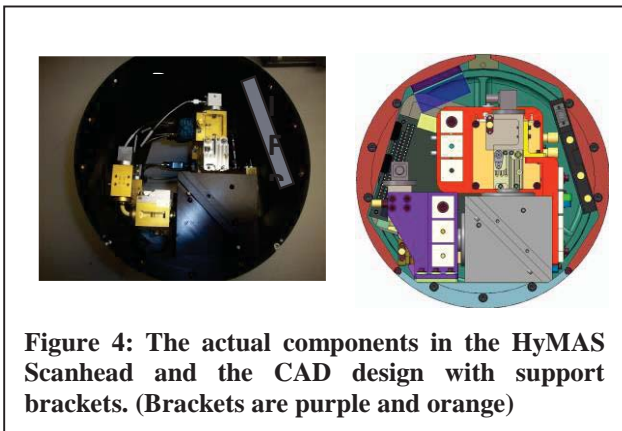 Figure 4: The actual components in the HyMAS
Scanhead and the CAD design with support
brackets. (Brackets are purple and orange)